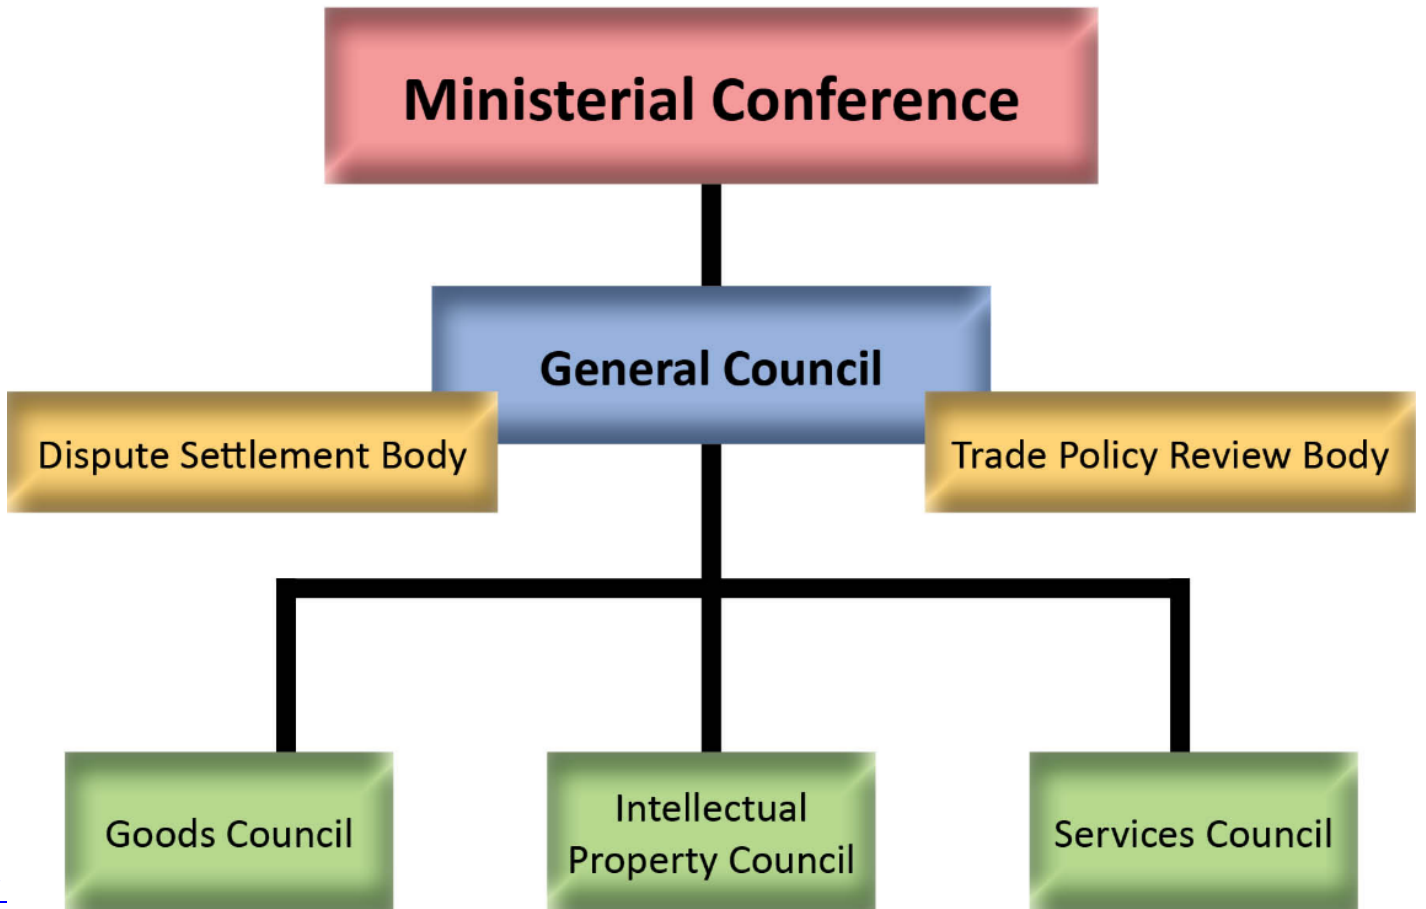 Ministerial Conference
General Council
Dispute Settlement Body
Trade Policy Review Body
Goods Council
Intellectual
Property Council
Services Council